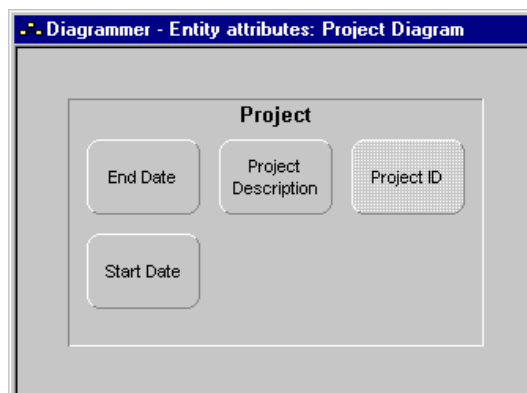 Diagrammer - Entity attributes: Project Diagram
Project
End Date
Project
Description
Project ID
Start Date